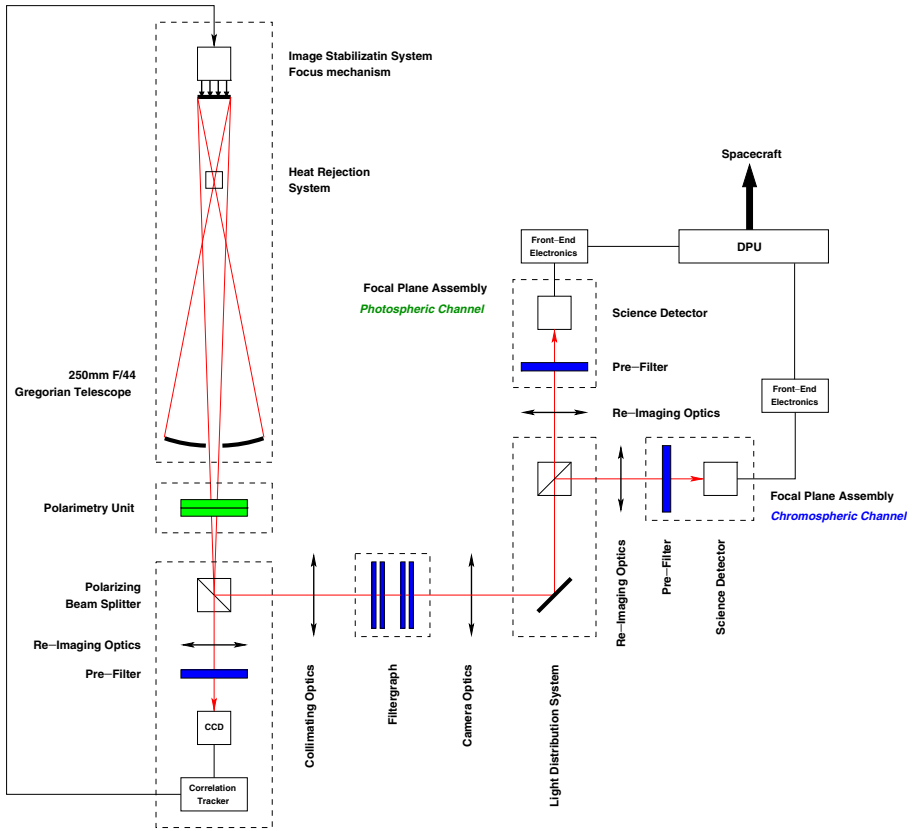 Image Stabilizatin System
Focus mechanism
Heat Rejection
System
250mm F/44
Gregorian Telescope
Polarimetry Unit
Polarizing
Beam Splitter
Re−Imaging Optics
Pre−Filter
CCD
Correlation
Tracker
Collimating Optics
Filtergraph
Camera Optics
Light Distribution System
Spacecraft
DPU
Front−End
Electronics
Focal Plane Assembly
Photospheric Channel
Science Detector
Pre−Filter
Re−Imaging Optics
Front−End
Electronics
Focal Plane Assembly
Chromospheric Channel
Re−Imaging Optics
Pre−Filter
Science Detector